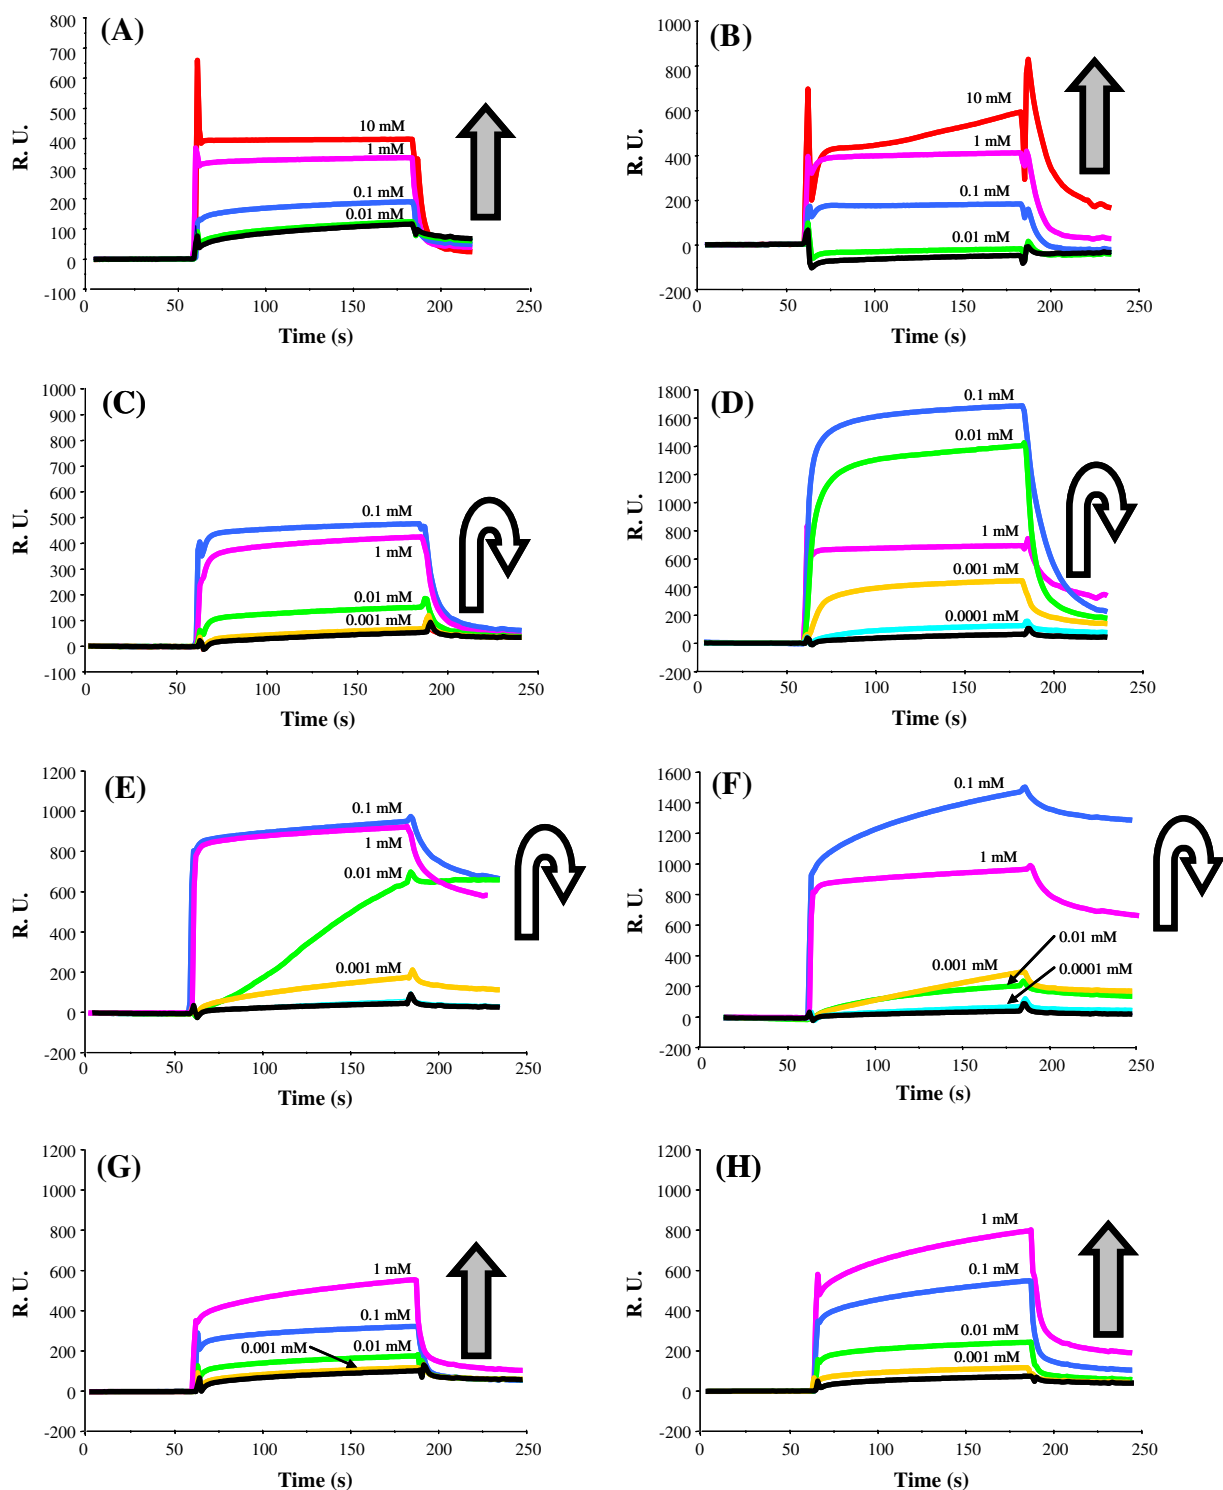 (A)
800
700
600
500
400
300
200
100
0
-100
R. U.
10 mM
1 mM
0.1 mM
0.01 mM
0 50 100 150 200 250
Time (s)
(B)
1000
800
600
400
200
0
-200
R. U.
10 mM
1 mM
0.1 mM
0.01 mM
0 50 100 150 200 250
Time (s)
(C)
1000
900
800
700
600
500
400
300
200
100
0
-100
R. U.
0.1 mM
1 mM
0.01 mM
0.001 mM
0 50 100 150 200 250
Time (s)
(D)
1800
1600
1400
1200
1000
800
600
400
200
0
-200
R. U.
0.1 mM
0.01 mM
1 mM
0.001 mM
0.0001 mM
0 50 100 150 200 250
Time (s)
(E)
1200
1000
800
600
400
200
0
-200
R. U.
0.1 mM
1 mM
0.01 mM
0.001 mM
0 50 100 150 200 250
Time (s)
(F)
1600
1400
1200
1000
800
600
400
200
0
-200
R. U.
0.1 mM
1 mM
0.01 mM
0.001 mM
0.0001 mM
0 50 100 150 200 250
Time (s)
(G)
1200
1000
800
600
400
200
0
-200
R. U.
1 mM
0.1 mM
0.001 mM
0.01 mM
0 50 100 150 200 250
Time (s)
(H)
1200
1000
800
600
400
200
0
-200
R. U.
1 mM
0.1 mM
0.01 mM
0.001 mM
0 50 100 150 200 250
Time (s)